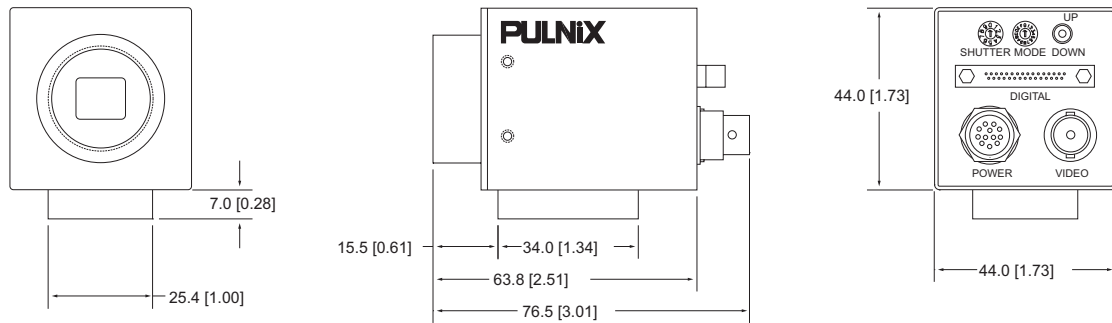 PULNiX
UP
SHUTTER MODE DOWN
DIGITAL
POWER VIDEO
44.0 [1.73]
44.0 [1.73]
7.0 [0.28]
25.4 [1.00]
15.5 [0.61]
34.0 [1.34]
63.8 [2.51]
76.5 [3.01]